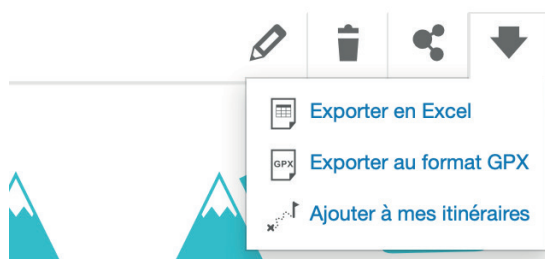 Exporter en Excel
GPX
Exporter au format GPX
Ajouter à mes itinéraires